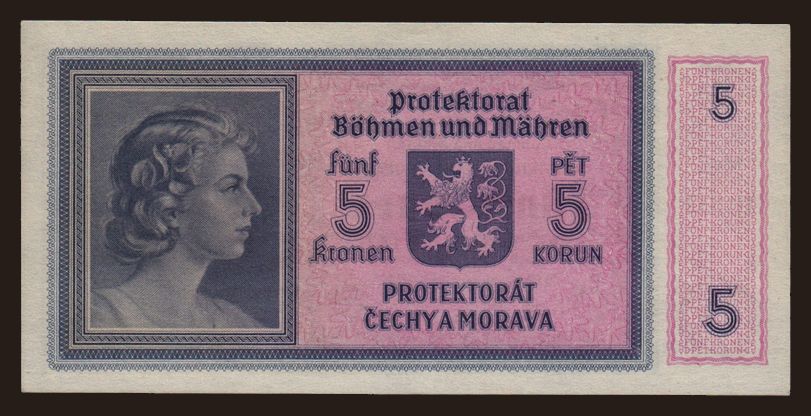 Protektorat
Böhmen und Mähren
fünf
5
Kronen
PĚT
5
KORUN
PROTEKTORÁT
ČECHY A MORAVA
5
5